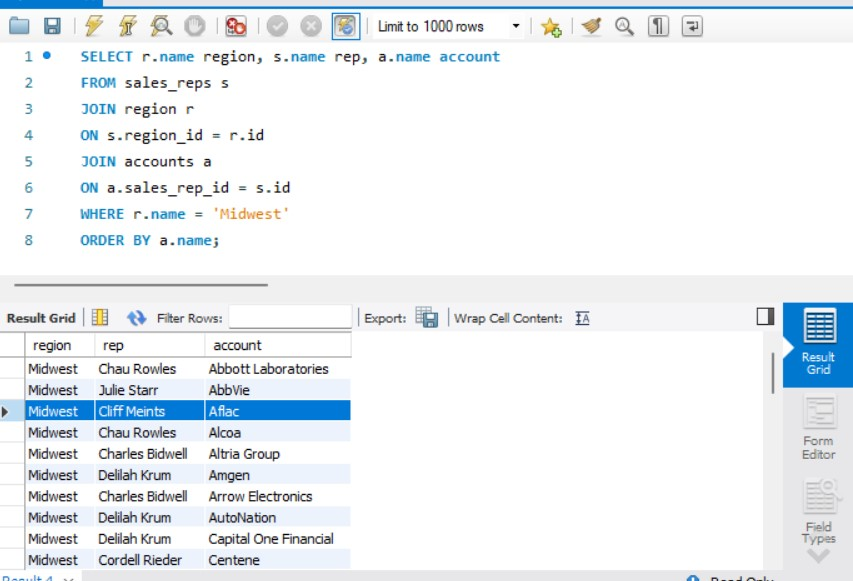 Limit to 1000 rows
1 SELECT r.name region, s.name rep, a.name account
2 FROM sales_reps s
3 JOIN region r
4 ON s.region_id = r.id
5 JOIN accounts a
6 ON a.sales_rep_id = s.id
7 WHERE r.name = 'Midwest'
8 ORDER BY a.name;
Result Grid Filter Rows: Export: Wrap Cell Content: IA
region rep account
Midwest Chau Rowles Abbott Laboratories
Midwest Julie Starr AbbVie
Midwest Cliff Meints Aflac
Midwest Chau Rowles Alcoa
Midwest Charles Bidwell Altria Group
Midwest Delilah Krum Amgen
Midwest Charles Bidwell Arrow Electronics
Midwest Delilah Krum AutoNation
Midwest Delilah Krum Capital One Financial
Midwest Cordell Rieder Centene
Result
Grid
Form
Editor
Field
Types
Result 4 Read Only